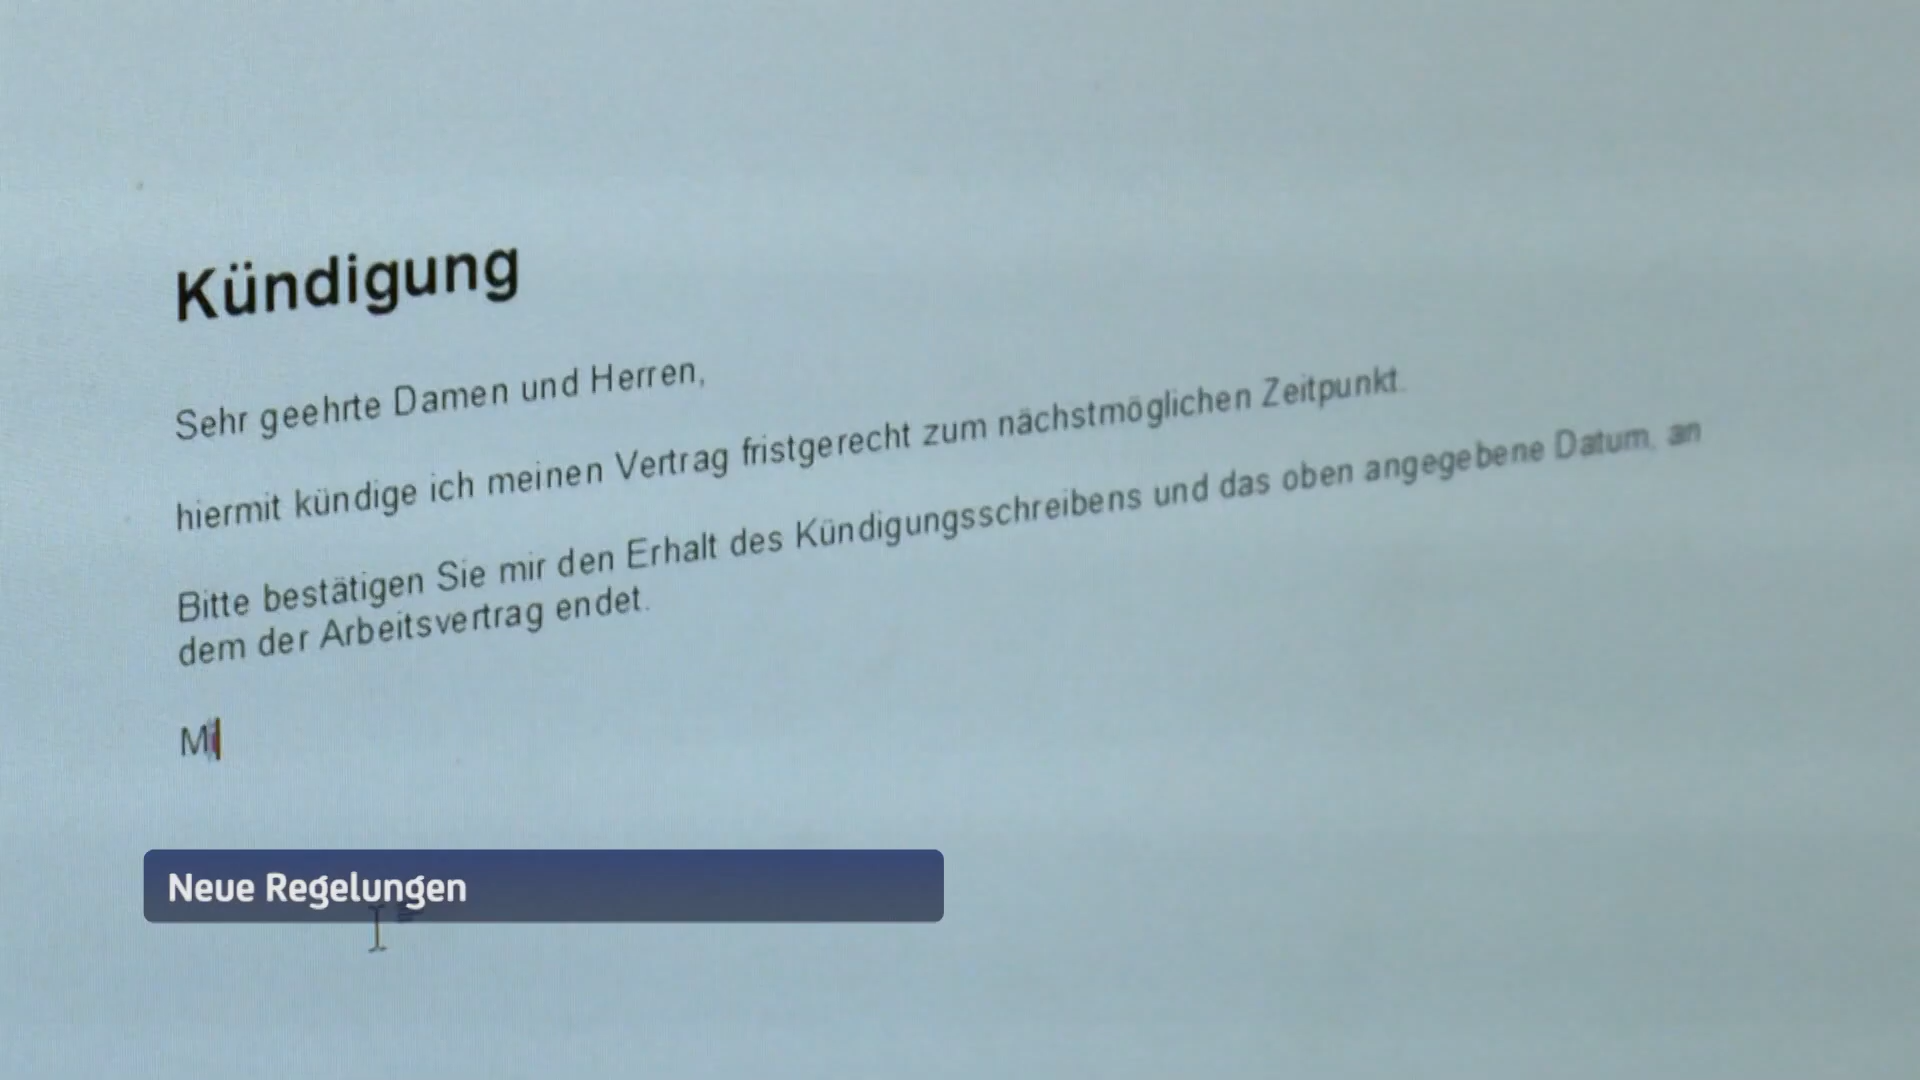 Kündigung
Sehr geehrte Damen und Herren,
hiermit kündige ich meinen Vertrag fristgerecht zum nächstmöglichen Zeitpunkt.
Bitte bestätigen Sie mir den Erhalt des Kündigungsschreibens und das oben angegebene Datum, an
dem der Arbeitsvertrag endet.
Mi
Neue Regelungen